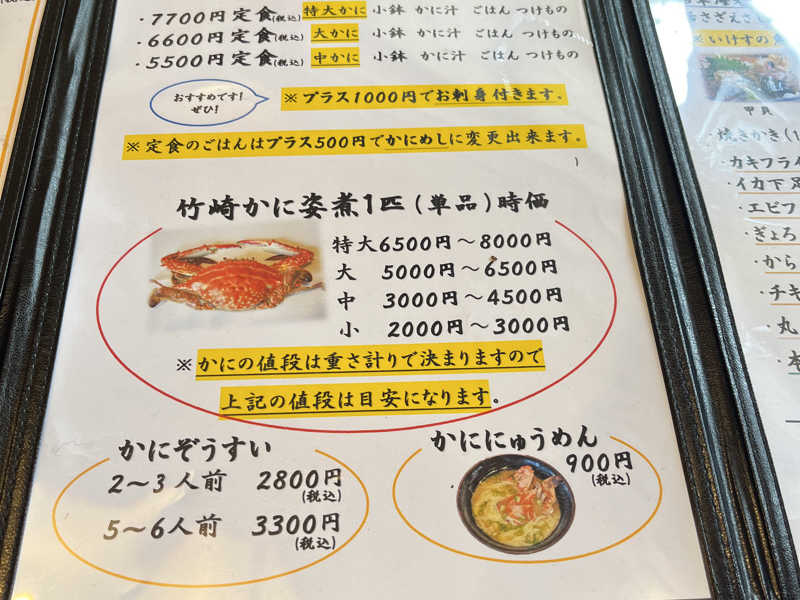 ・7700円 定食(税込) 特大かに 小鉢 かに汁 ごはん つけもの
・6600円 定食(税込) 大かに 小鉢 かに汁 ごはん つけもの
・5500円 定食(税込) 中かに 小鉢 かに汁 ごはん つけもの
おすすめです!
ぜひ!
※ プラス1000円でお刺身付きます。
※ 定食のごはんはプラス500円でかにめしに変更出来ます。
)
竹崎かに姿煮1匹(単品)時価
特大6500円～8000円
大 5000円～6500円
中 3000円～4500円
小 2000円～3000円
※ かにの値段は重さ計りで決まりますので
上記の値段は目安になります。
かにぞうすい
2～3人前 2800円
(税込)
5～6人前 3300円
(税込)
かににゅうめん
900円
(税込)
・焼きかき(1
・カキフライ
・イカ下足
・エビフ
・ぎょろ
・から
・チキ
・丸